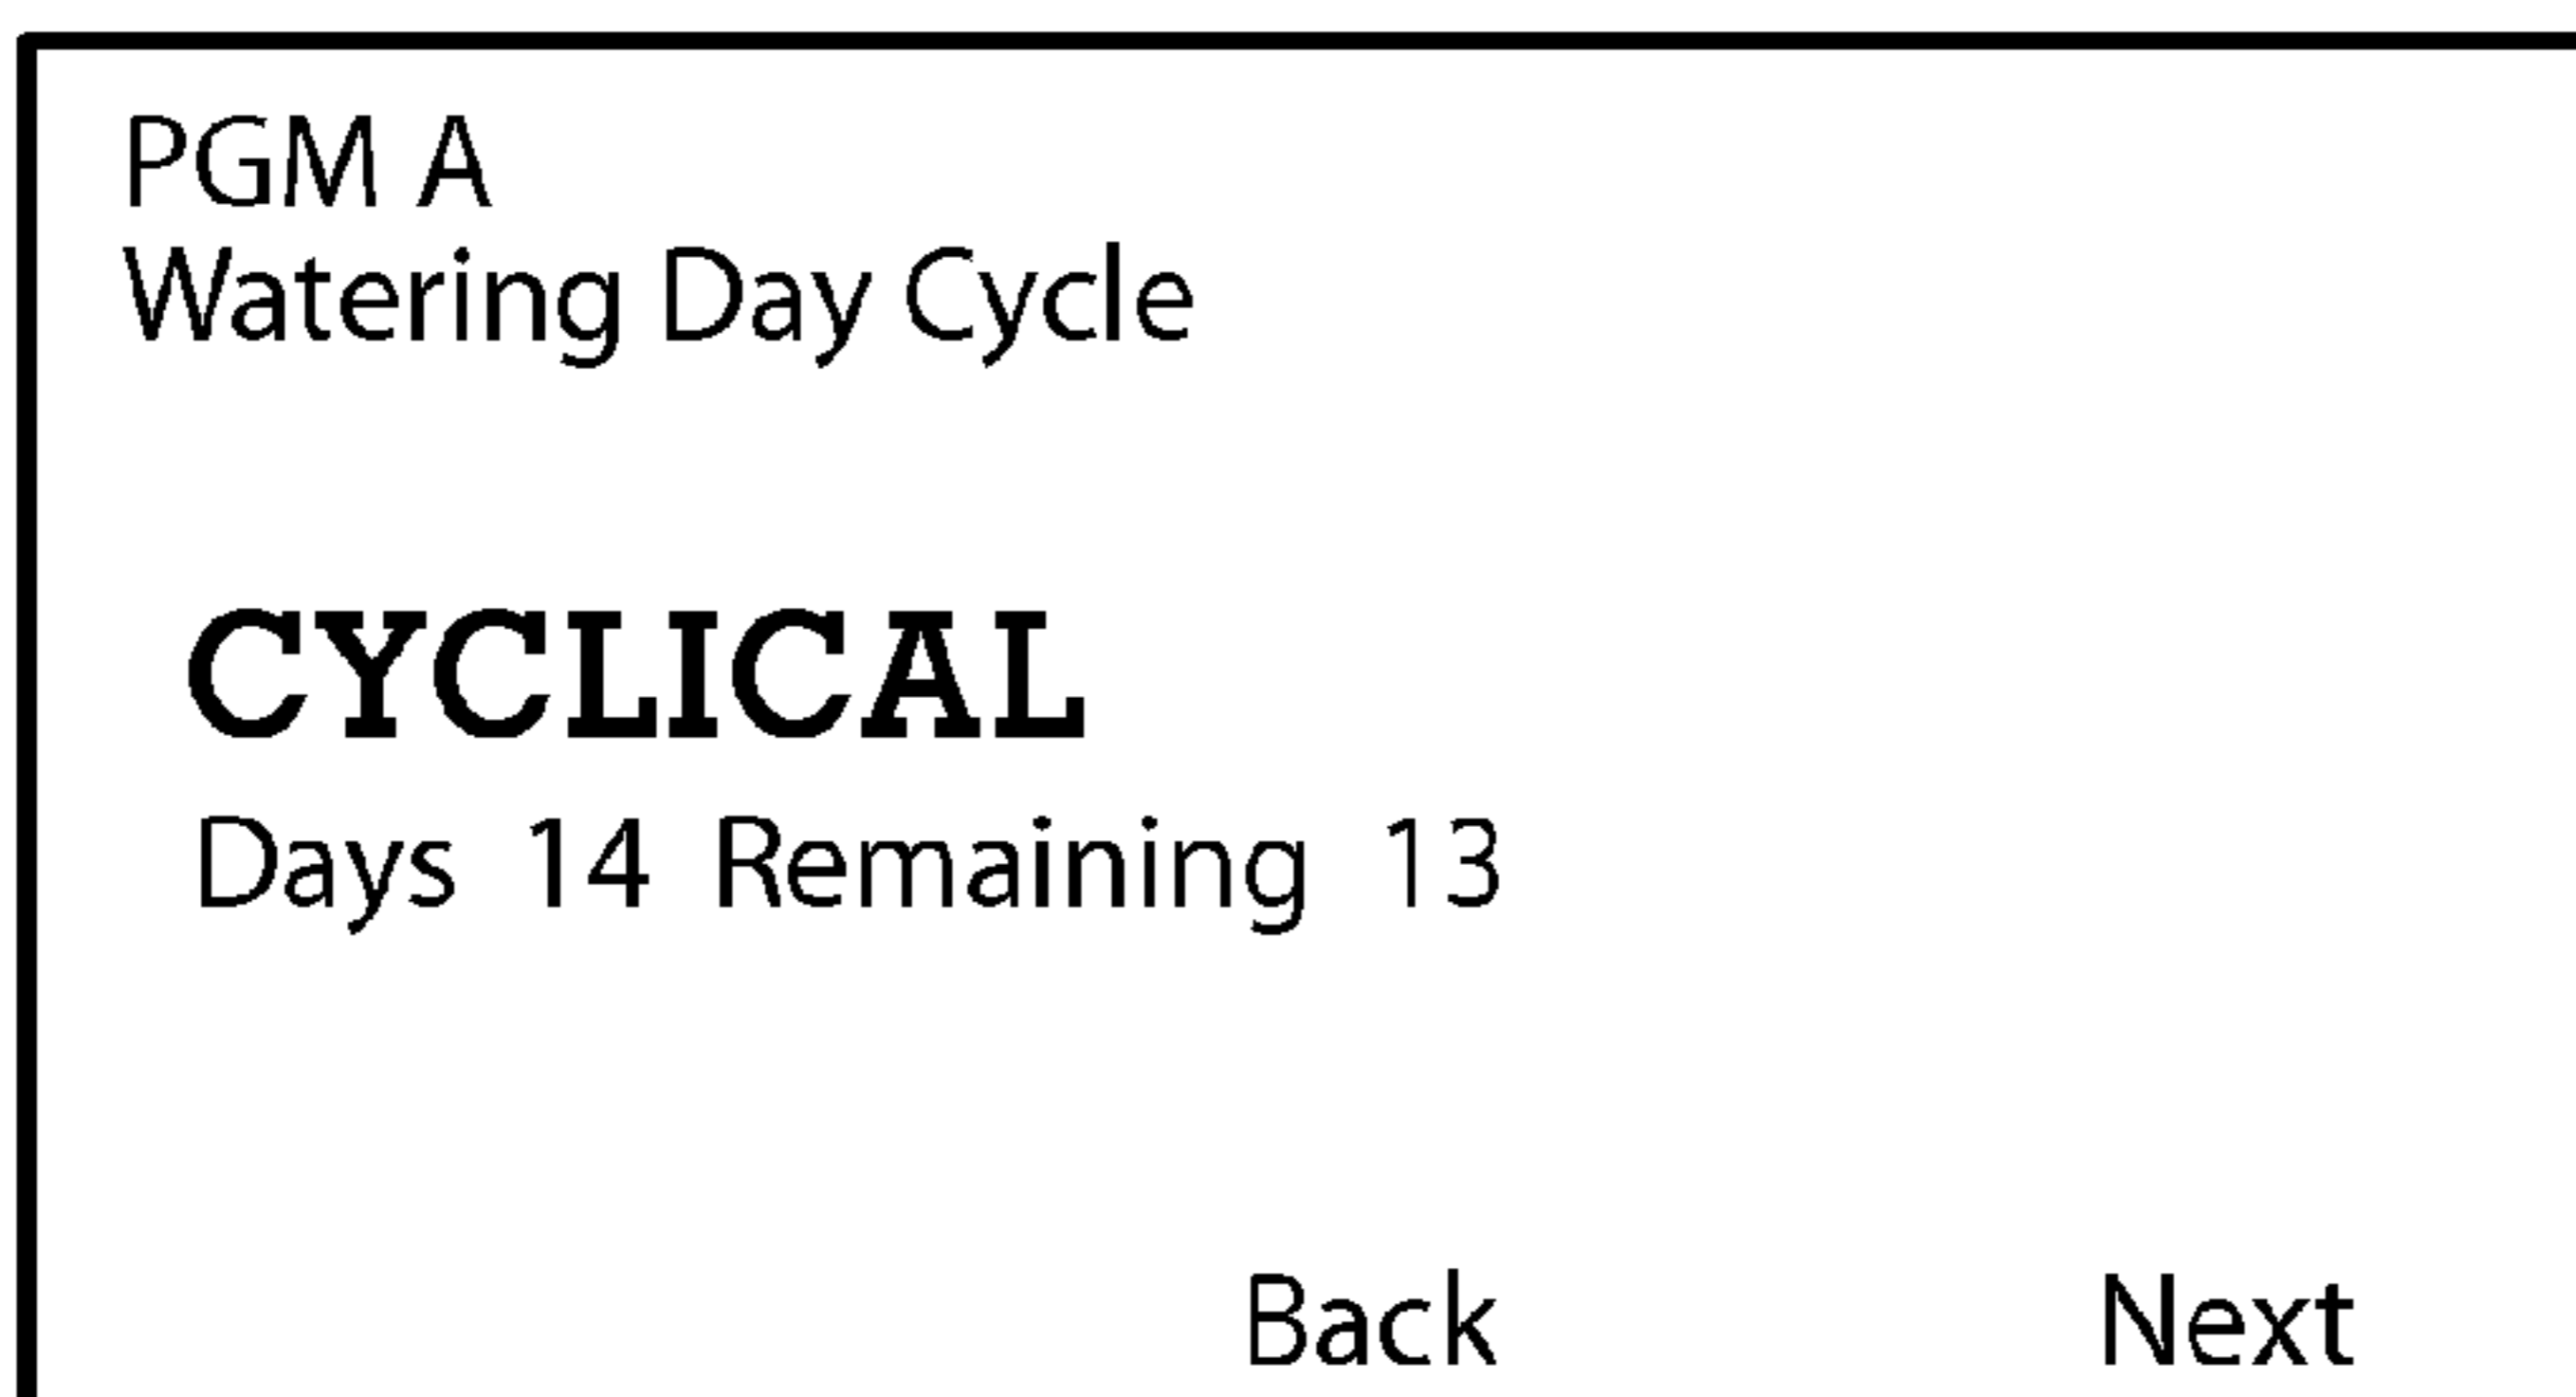 PGM A
Watering Day Cycle
CYCLICAL
Days 14 Remaining 13
Back Next